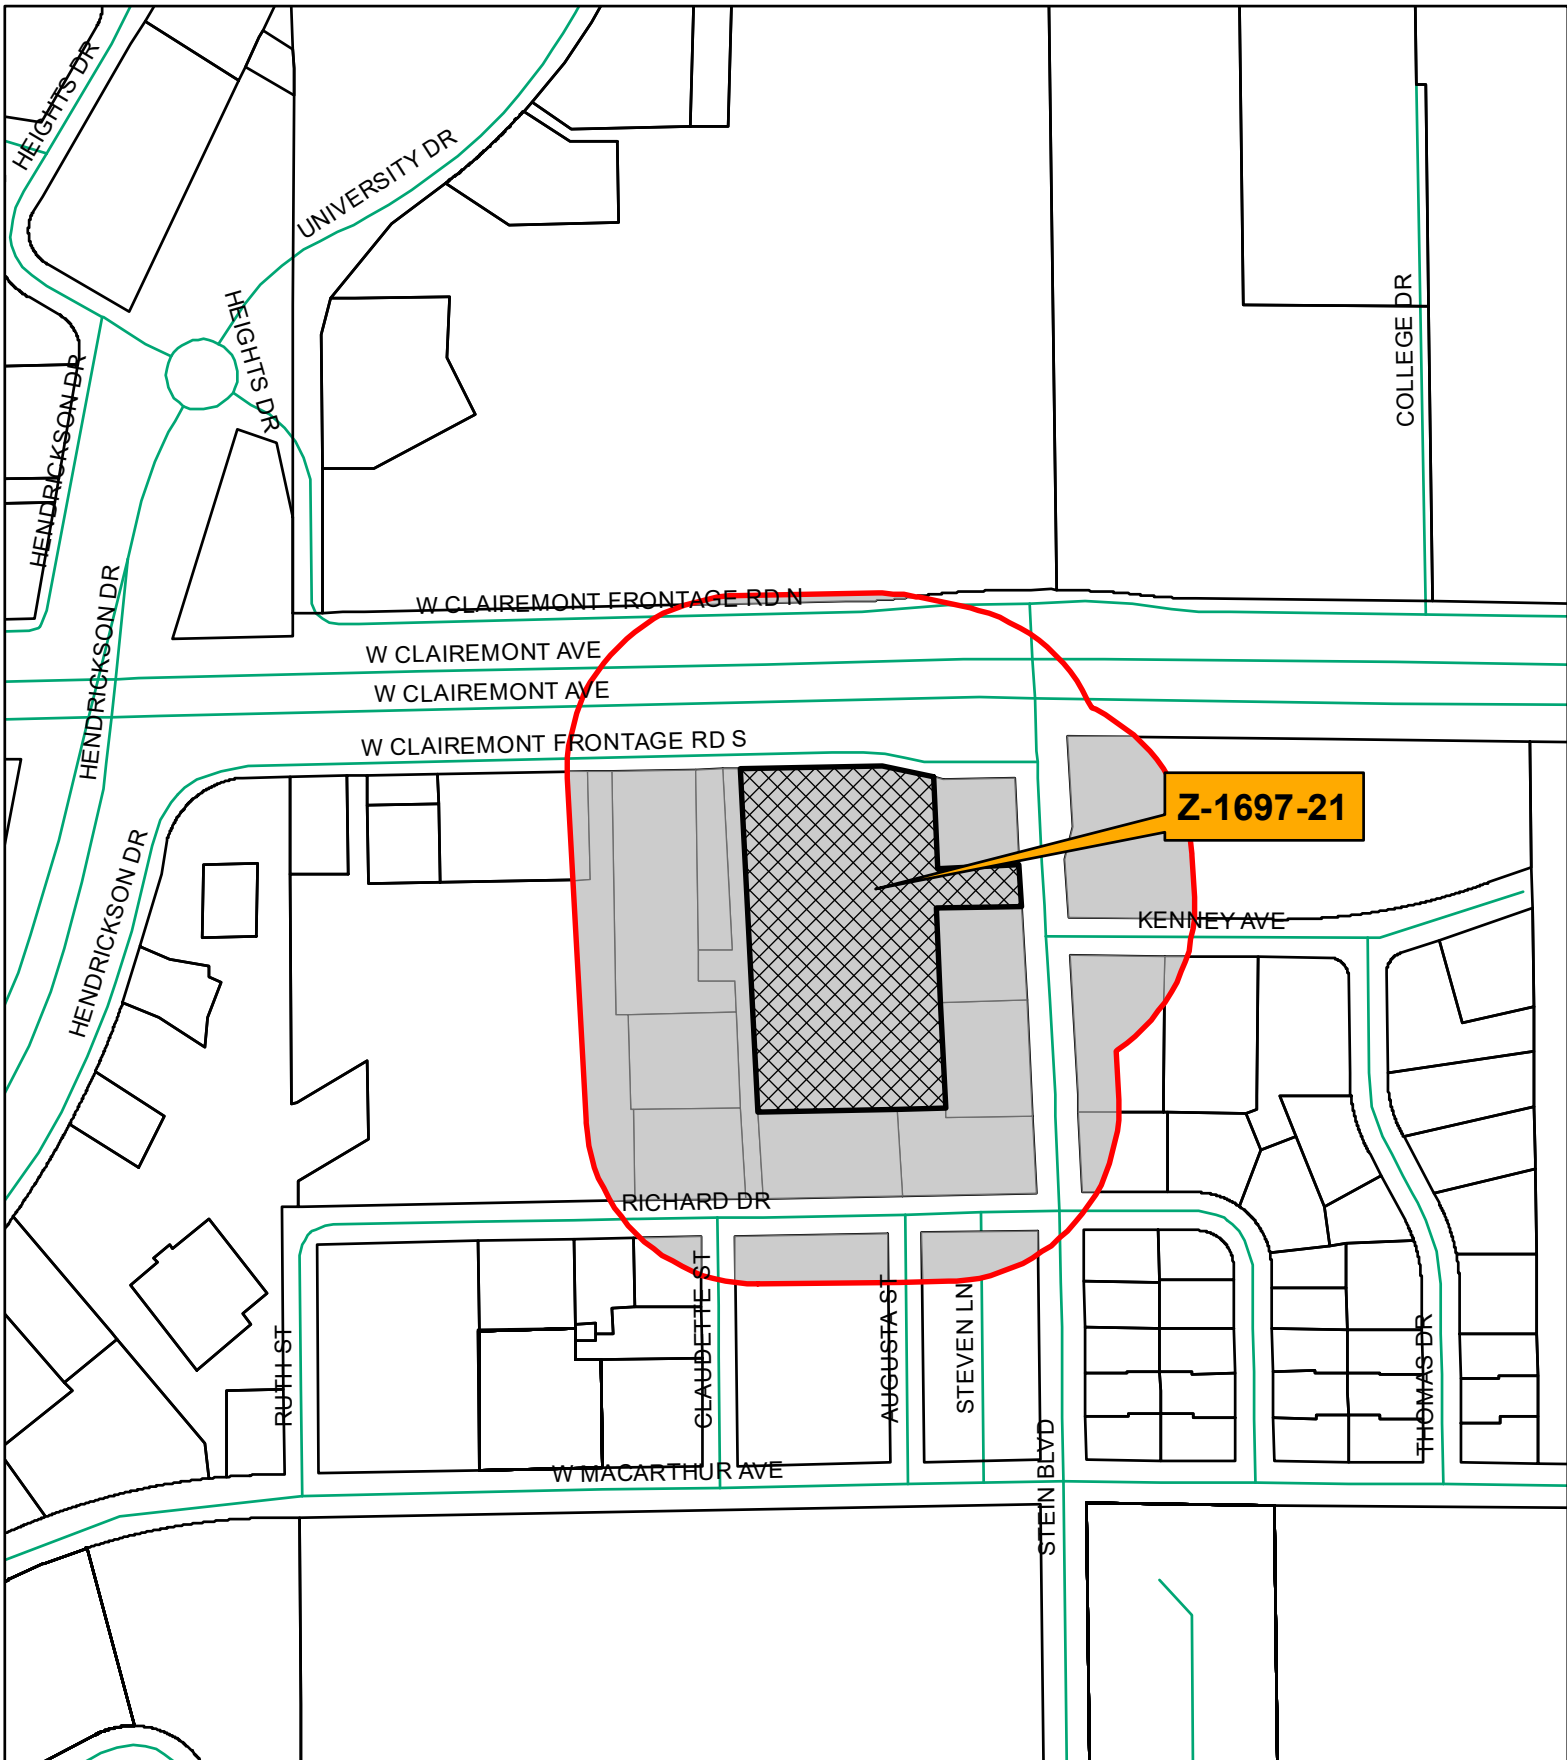 HEIGHTS DR
UNIVERSITY DR
HEIGHTS DR
COLLEGE DR
HENDRICKSON DR
W CLAIREMONT FRONTAGE RD N
HENDRICKSON DR
W CLAIREMONT AVE
W CLAIREMONT AVE
W CLAIREMONT FRONTAGE RD S
Z-1697-21
HENDRICKSON DR
KENNEY AVE
RICHARD DR
RUTH ST
CLAUDETTE ST
AUGUSTA ST
STEVEN LN
THOMAS DR
W MACARTHUR AVE
STEIN BLVD